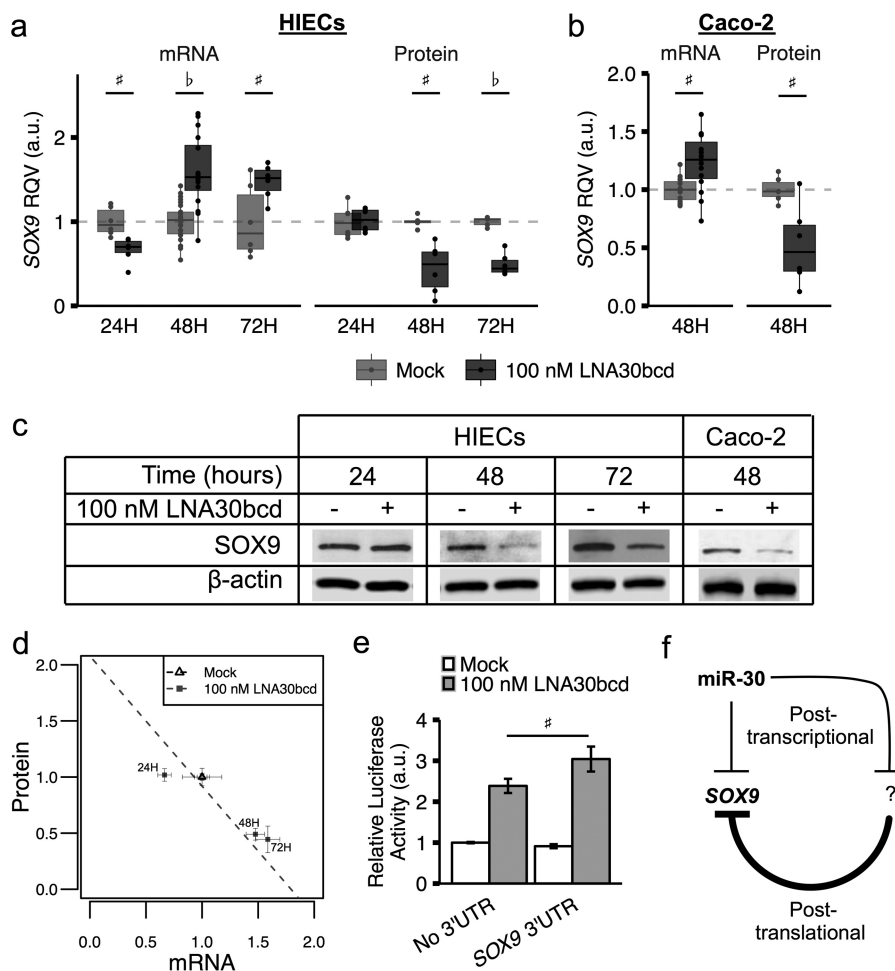 a
HIECs
mRNA
Protein
♯
♭
♯
♯
♭
SOX9 RQV (a.u.)
2
1
0
24H
48H
72H
24H
48H
72H
b
Caco-2
mRNA
Protein
♯
♯
SOX9 RQV (a.u.)
2.0
1.5
1.0
0.5
0.0
48H
48H
Mock
100 nM LNA30bcd
c
HIECs
Caco-2
Time (hours)
24
48
72
48
100 nM LNA30bcd
- +
- +
- +
- +
SOX9
β-actin
d
Mock
100 nM LNA30bcd
Protein
2.0
1.5
1.0
0.5
0.0
24H
48H
72H
0.0
0.5
1.0
1.5
2.0
mRNA
e
Mock
100 nM LNA30bcd
♯
Relative Luciferase
Activity (a.u.)
4
3
2
1
0
No 3'UTR
SOX9 3'UTR
f
miR-30
Post-
transcriptional
SOX9
?
Post-
translational